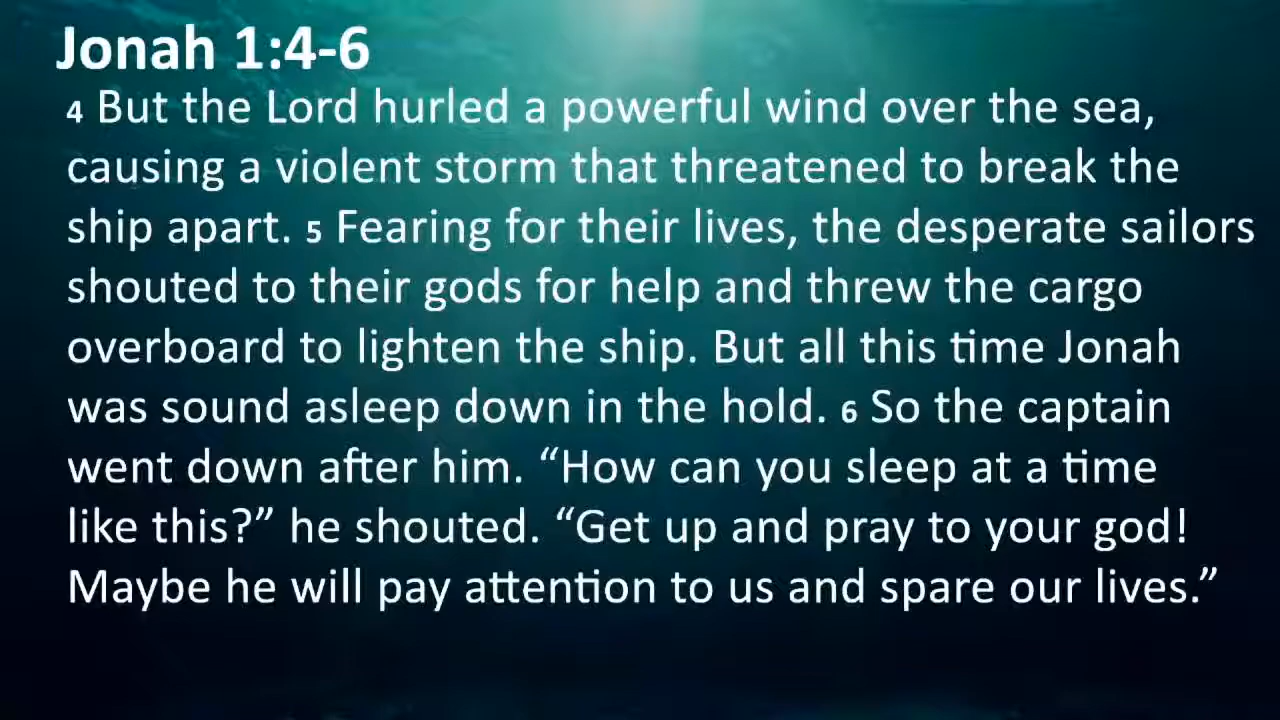 Jonah 1:4-6
4 But the Lord hurled a powerful wind over the sea,
causing a violent storm that threatened to break the
ship apart. 5 Fearing for their lives, the desperate sailors
shouted to their gods for help and threw the cargo
overboard to lighten the ship. But all this time Jonah
was sound asleep down in the hold. 6 So the captain
went down after him. “How can you sleep at a time
like this?” he shouted. “Get up and pray to your god!
Maybe he will pay attention to us and spare our lives.”